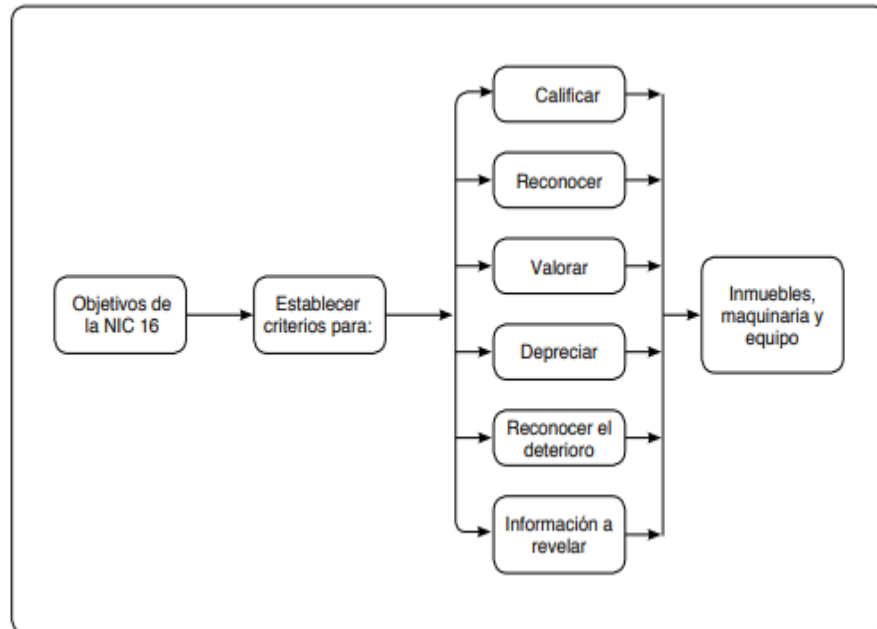 Objetivos de
la NIC 16
Establecer
criterios para:
Calificar
Reconocer
Valorar
Depreciar
Reconocer el
deterioro
Información a
revelar
Inmuebles,
maquinaria y
equipo